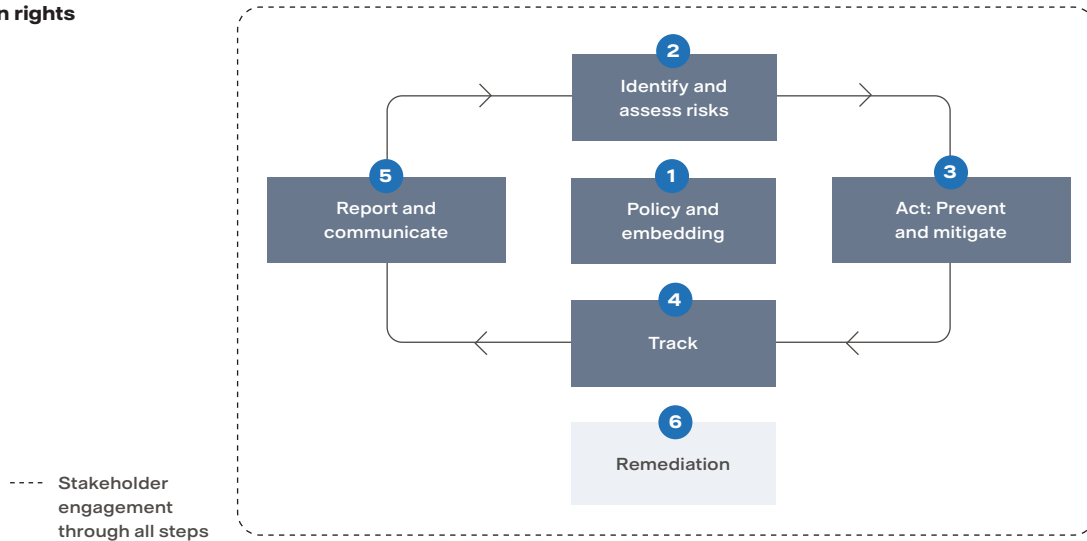 n rights
2
Identify and
assess risks
5
Report and
communicate
1
Policy and
embedding
3
Act: Prevent
and mitigate
4
Track
6
Remediation
Stakeholder
engagement
through all steps